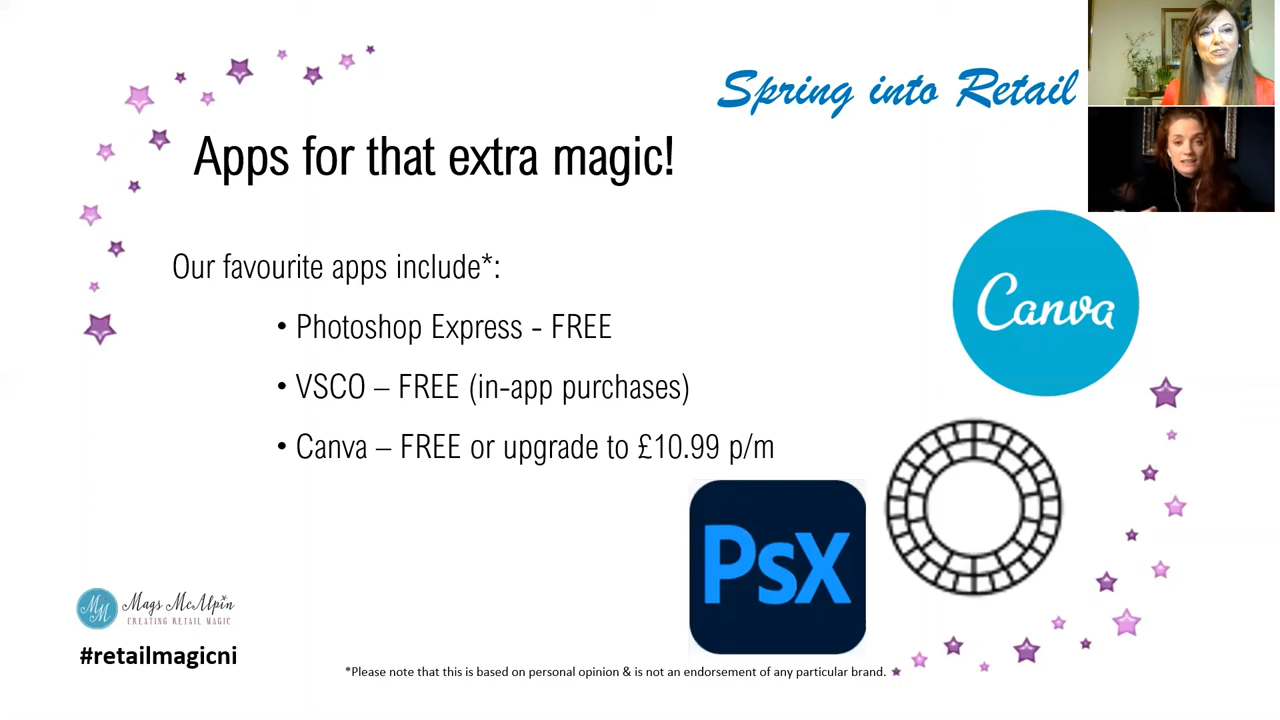 Spring into Retail
Apps for that extra magic!
Our favourite apps include*:
• Photoshop Express - FREE
• VSCO – FREE (in-app purchases)
• Canva – FREE or upgrade to £10.99 p/m
Canva
PsX
MM
Mags McAlpin
CREATING RETAIL MAGIC
#retailmagicni
*Please note that this is based on personal opinion & is not an endorsement of any particular brand.